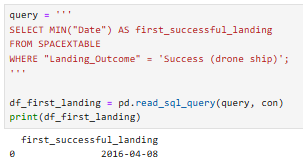 query = '''
SELECT MIN("Date") AS first_successful_landing
FROM SPACEXTABLE
WHERE "Landing_Outcome" = 'Success (drone ship)';
'''
df_first_landing = pd.read_sql_query(query, con)
print(df_first_landing)
first_successful_landing
0 2016-04-08